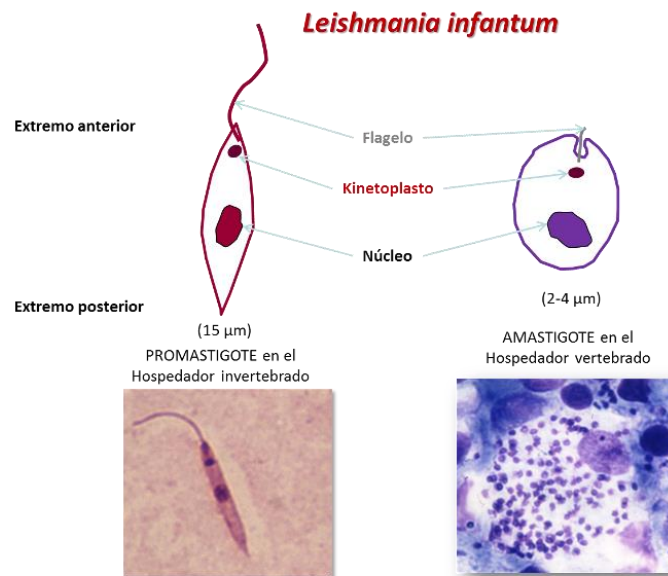 Leishmania infantum
Extremo anterior
Flagelo
Kinetoplasto
Núcleo
Extremo posterior
(15 µm)
(2-4 µm)
PROMASTIGOTE en el
Hospedador invertebrado
AMASTIGOTE en el
Hospedador vertebrado